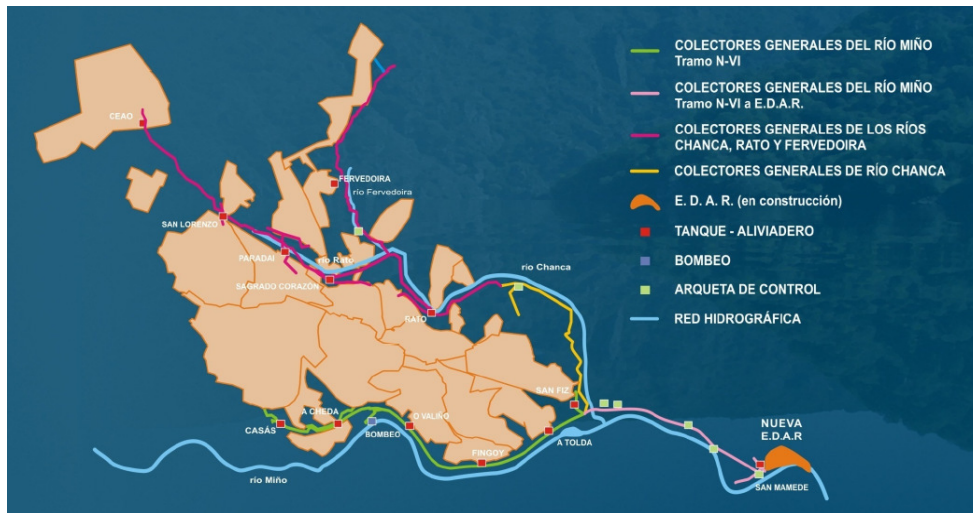 COLECTORES GENERALES DEL RÍO MIÑO
Tramo N-VI
COLECTORES GENERALES DEL RÍO MIÑO
Tramo N-VI a E.D.A.R.
COLECTORES GENERALES DE LOS RÍOS
CHANCA, RATO Y FERVEDOIRA
COLECTORES GENERALES DE RÍO CHANCA
E. D. A. R. (en construcción)
TANQUE - ALIVIADERO
BOMBEO
ARQUETA DE CONTROL
RED HIDROGRÁFICA
CEAO
FERVEDOIRA
río Fervedoira
SAN LORENZO
PARADAI
río Rato
SAGRADO CORAZÓN
río Chanca
RATO
SAN FIZ
A CHEDA
O VALIÑO
CASÁS
BOMBEO
A TOLDA
NUEVA
E.D.A.R
FINGOY
río Miño
SAN MAMEDE